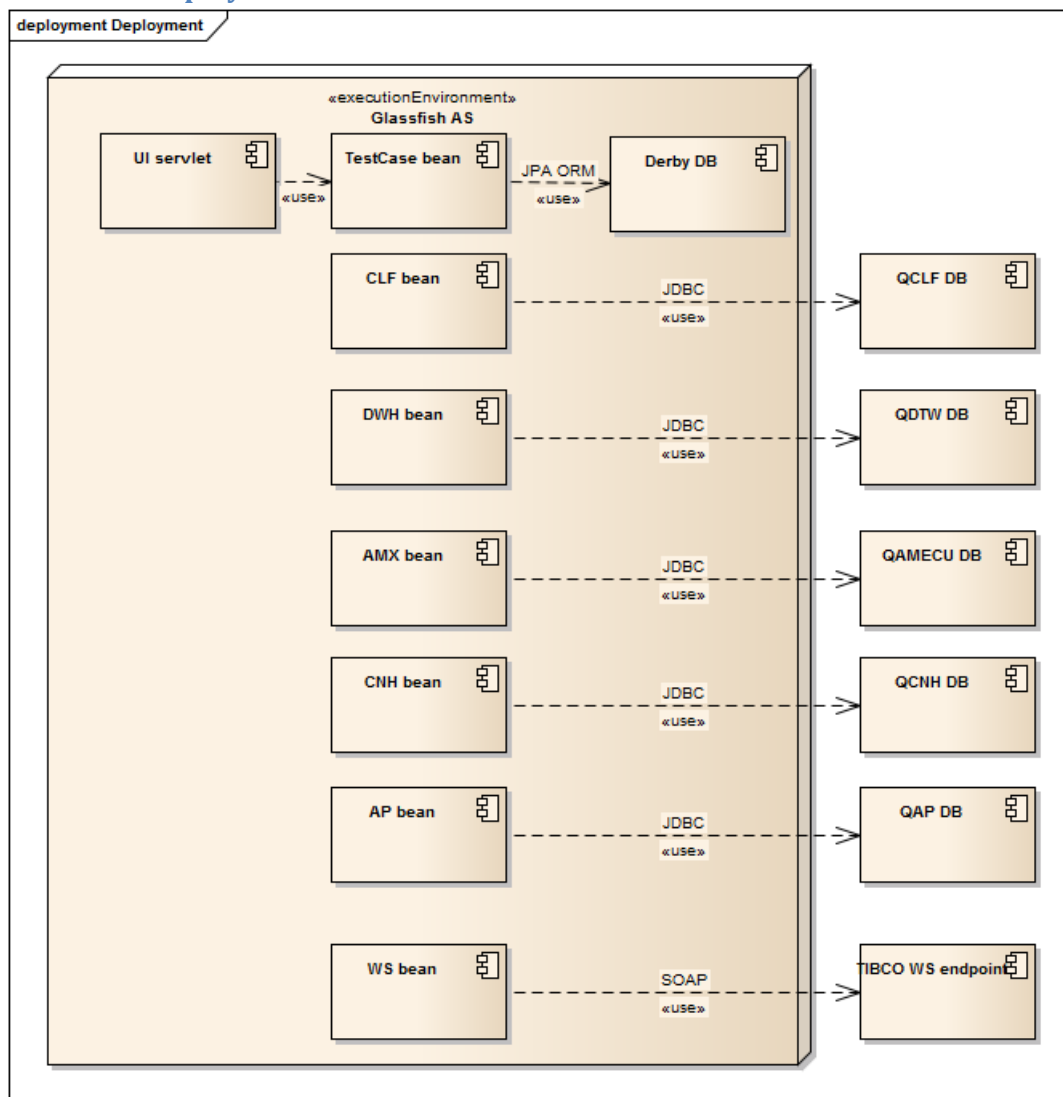 deployment Deployment
«executionEnvironment»
Glassfish AS
UI servlet
TestCase bean
Derby DB
JPA ORM
«use»
«use»
CLF bean
JDBC
«use»
QCLF DB
DWH bean
JDBC
«use»
QDTW DB
AMX bean
JDBC
«use»
QAMECU DB
CNH bean
JDBC
«use»
QCNH DB
AP bean
JDBC
«use»
QAP DB
WS bean
SOAP
«use»
TIBCO WS endpoint